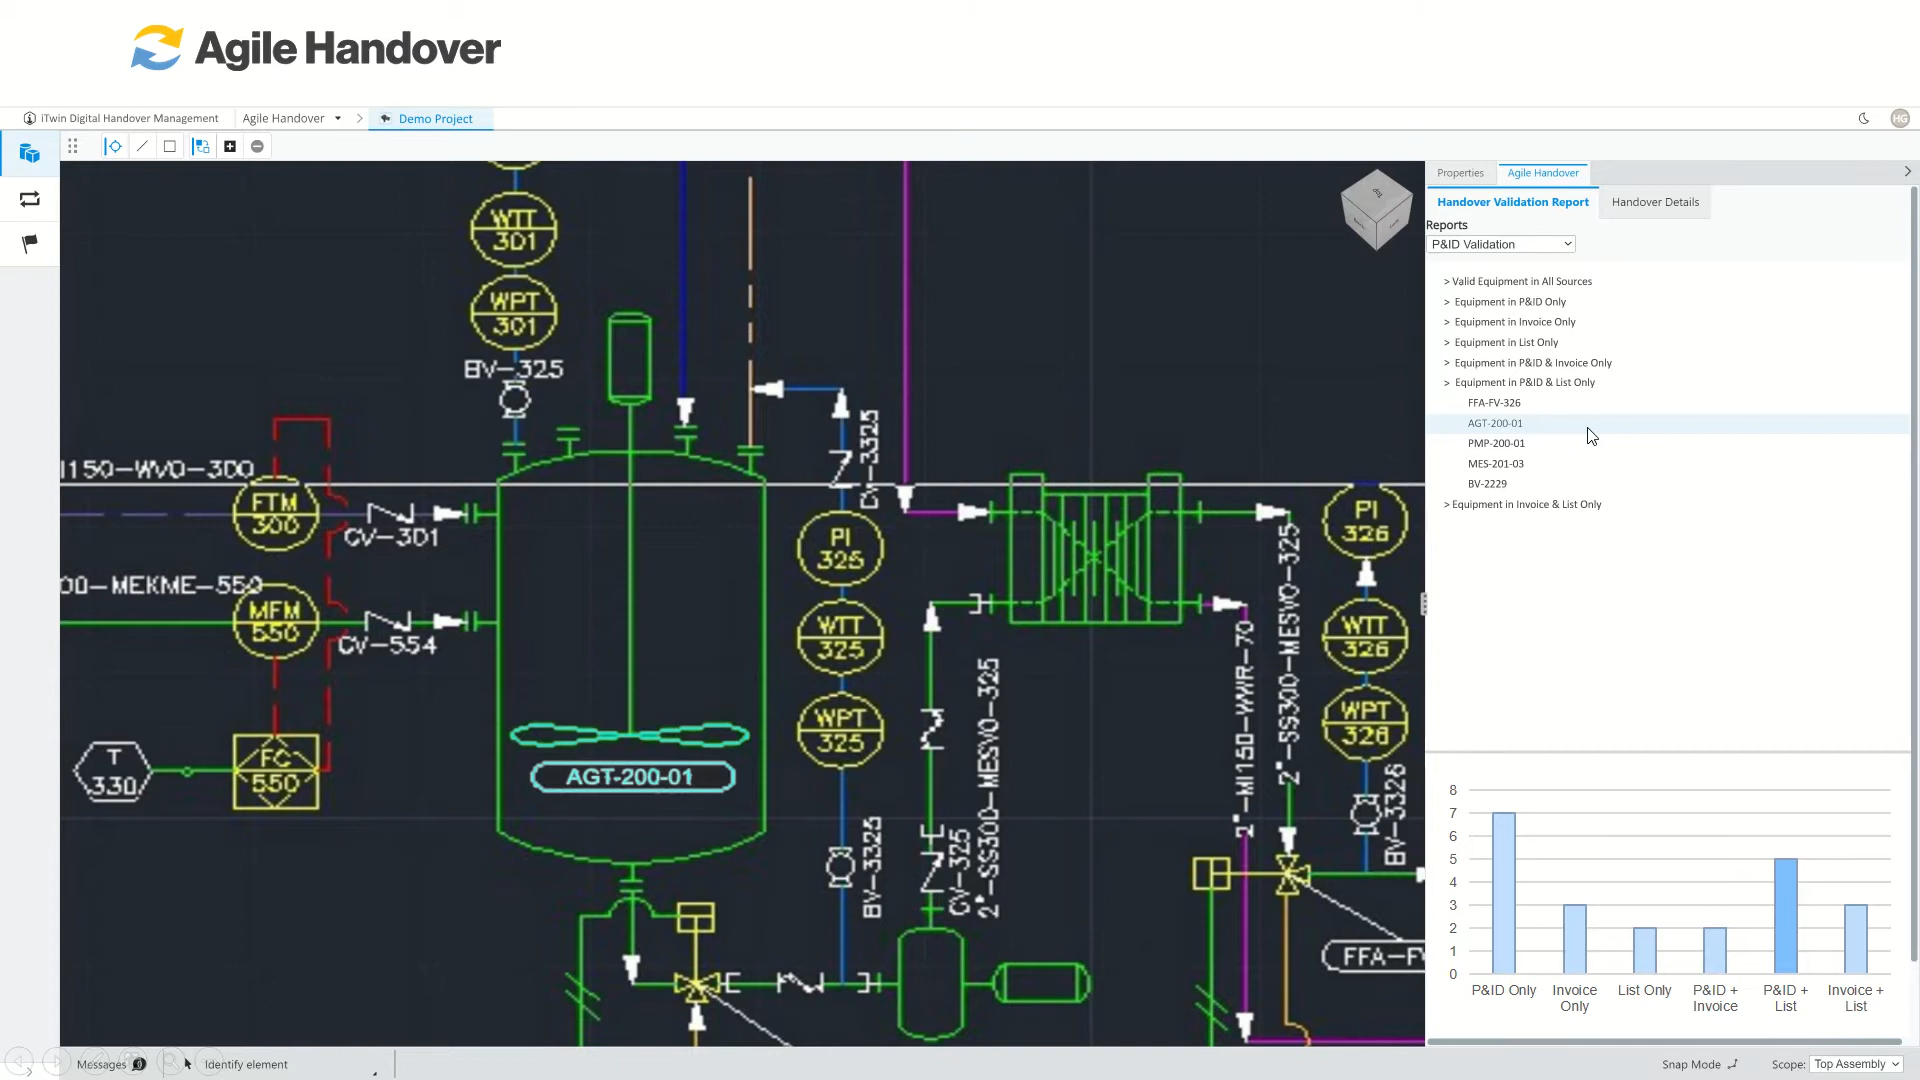 Agile Handover
iTwin Digital Handover Management
Agile Handover
Demo Project
HG
Properties
Agile Handover
Handover Validation Report
Handover Details
Reports
P&ID Validation
> Valid Equipment in All Sources
> Equipment in P&ID Only
> Equipment in Invoice Only
> Equipment in List Only
> Equipment in P&ID & Invoice Only
> Equipment in P&ID & List Only
FFA-FV-326
AGT-200-01
PMP-200-01
MES-201-03
BV-2229
> Equipment in Invoice & List Only
8
7
6
5
4
3
2
1
0
P&ID Only
Invoice
Only
List Only
P&ID +
Invoice
P&ID +
List
Invoice +
List
WTT
301
WPT
301
BV-325
I150-WVO-300
FTM
300
CV-301
00-MEKME-550
MFM
550
CV-554
T
330
FC
550
AGT-200-01
CV-3325
PI
325
WTT
325
WPT
325
BV-3325
CV-325
2"-SS300-MESVO-325
2"-MI150-WWR-70
2"-SS300-MESVO-325
PI
326
WTT
326
WPT
326
BV-3326
FFA-F
TOP
Messages
Identify element
Snap Mode
Scope:
Top Assembly